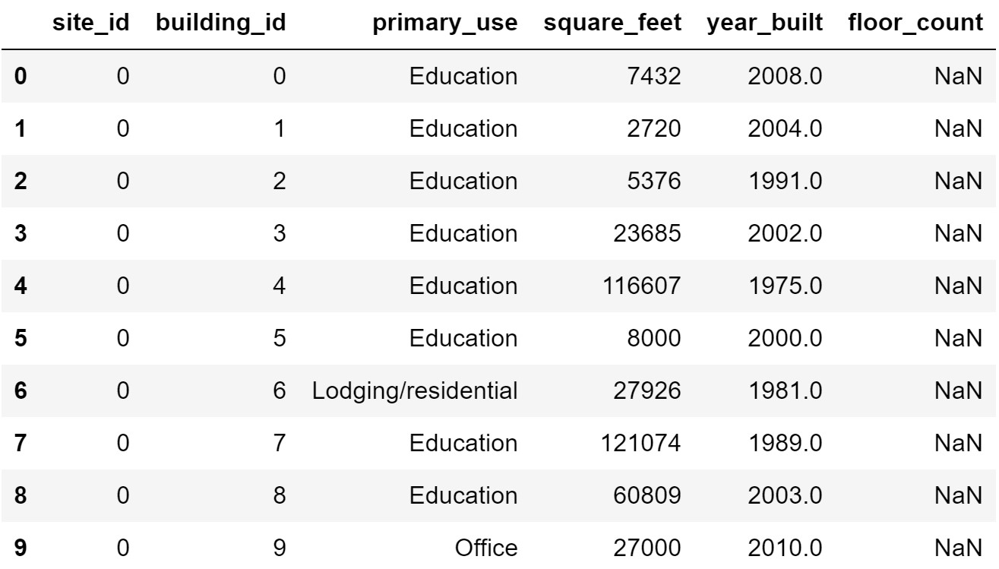 site_id building_id primary_use square_feet year_built floor_count
0 0 0 Education 7432 2008.0 NaN
1 0 1 Education 2720 2004.0 NaN
2 0 2 Education 5376 1991.0 NaN
3 0 3 Education 23685 2002.0 NaN
4 0 4 Education 116607 1975.0 NaN
5 0 5 Education 8000 2000.0 NaN
6 0 6 Lodging/residential 27926 1981.0 NaN
7 0 7 Education 121074 1989.0 NaN
8 0 8 Education 60809 2003.0 NaN
9 0 9 Office 27000 2010.0 NaN